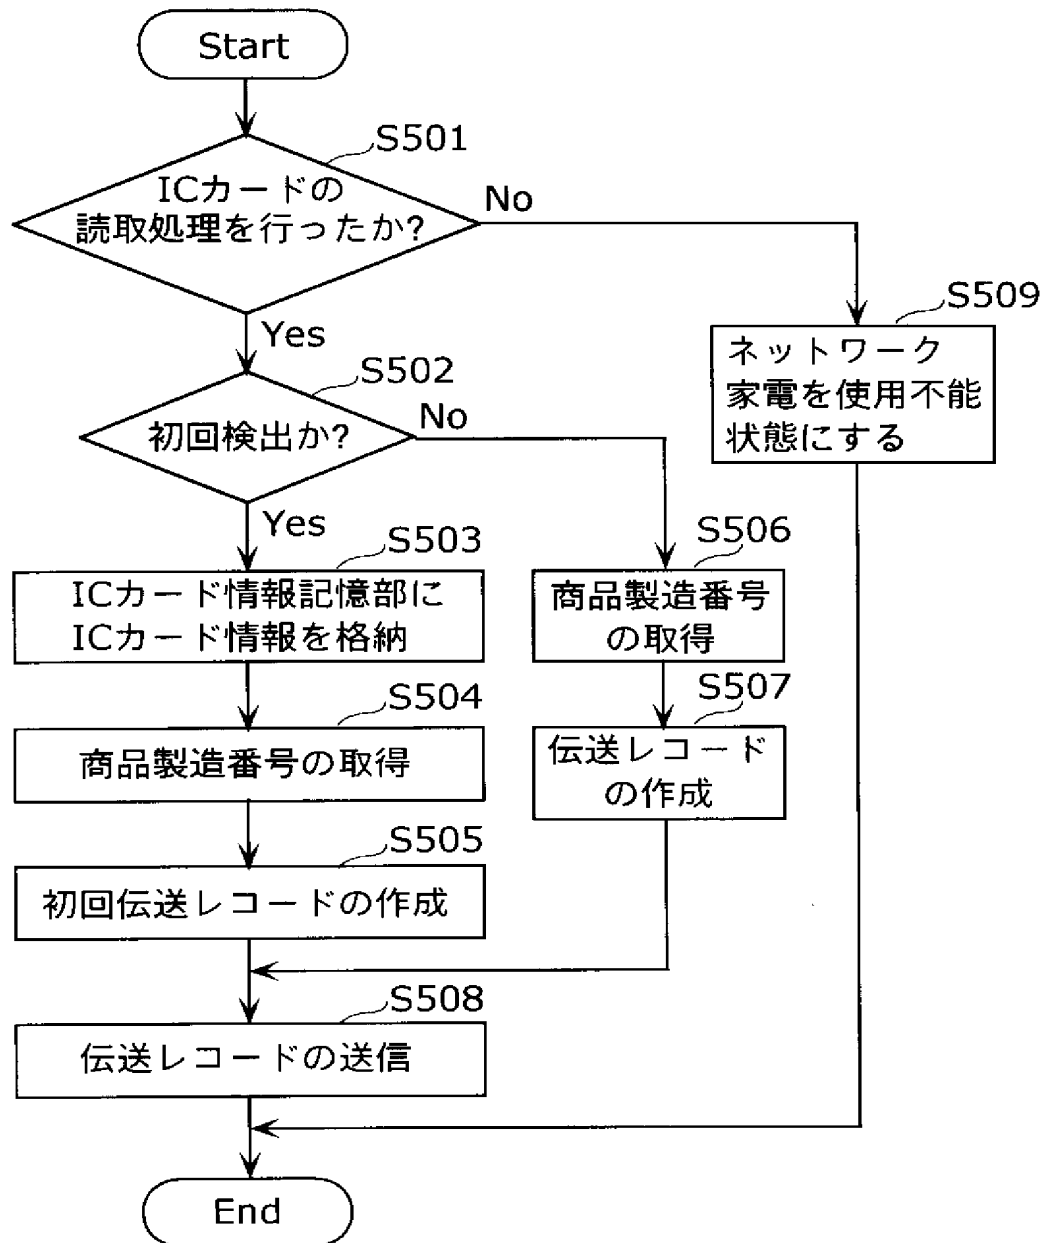 Start
S501
ICカードの
読取処理を行ったか?
No
Yes
S509
ネットワーク
家電を使用不能
状態にする
S502
初回検出か?
No
Yes
S503
ICカード情報記憶部に
ICカード情報を格納
S506
商品製造番号
の取得
S504
商品製造番号の取得
S507
伝送レコード
の作成
S505
初回伝送レコードの作成
S508
伝送レコードの送信
End